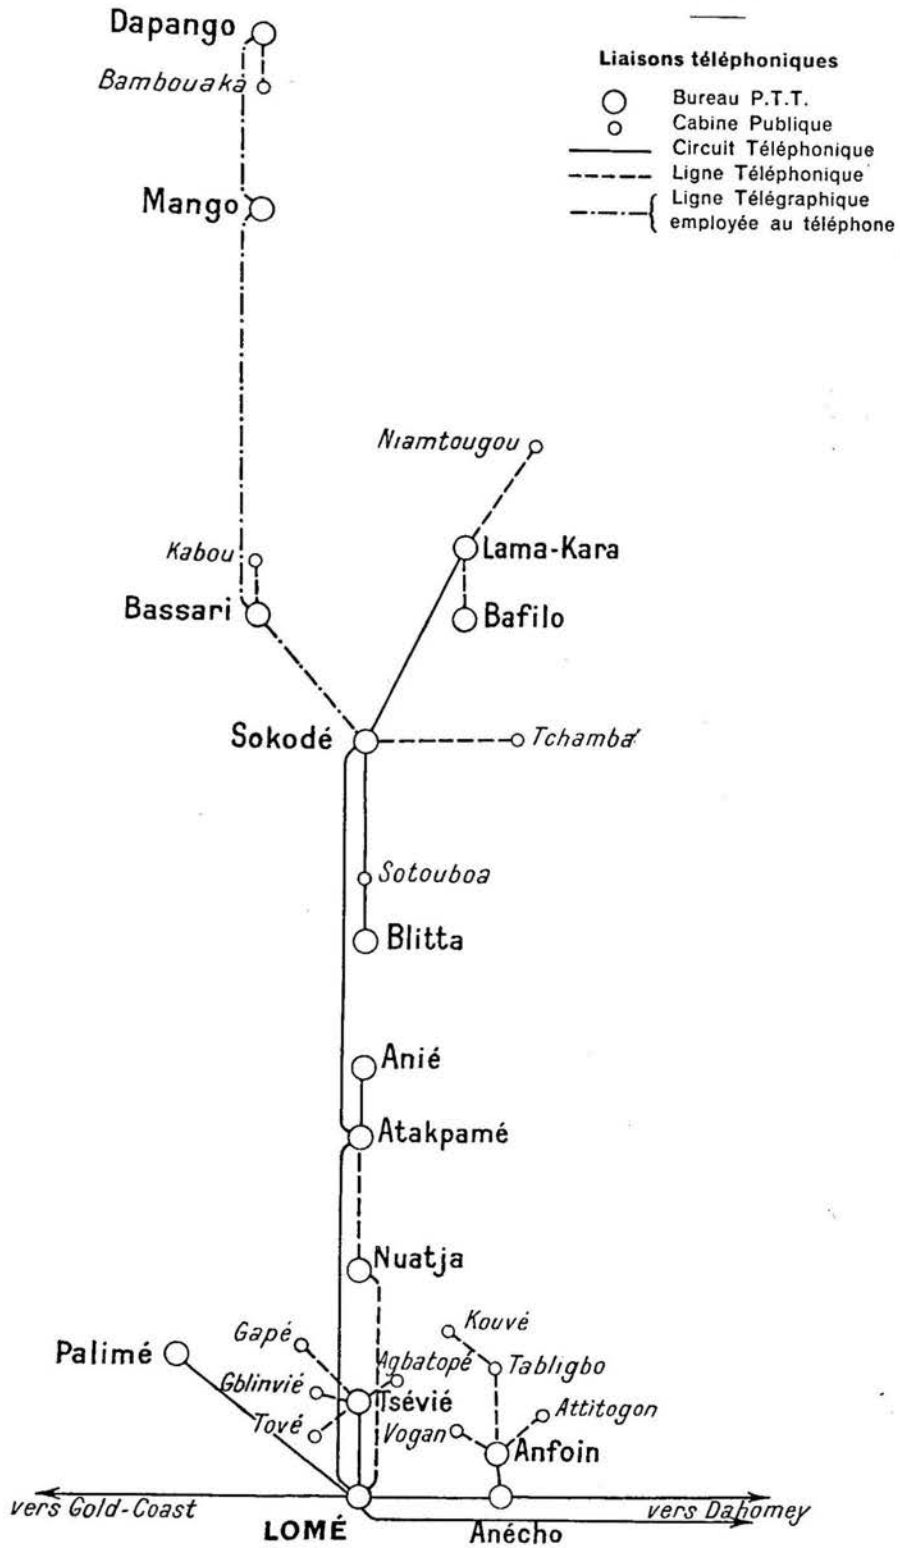 Dapango
Bambouaka
Mango
Liaisons téléphoniques
Bureau P.T.T.
Cabine Publique
Circuit Téléphonique
Ligne Téléphonique
Ligne Télégraphique
employée au téléphone
Niamtougou
Kabou
Lama-Kara
Bassari
Bafilo
Sokodé
Tchamba
Sotouboa
Blitta
Anié
Atakpamé
Nuatja
Kouvé
Gapé
Palimé
Agbatopé
Tabligbo
Gblinvié
Tsévié
Attitogon
Tové
Vogan
Anfoin
vers Gold-Coast
vers Dahomey
LOMÉ
Anécho